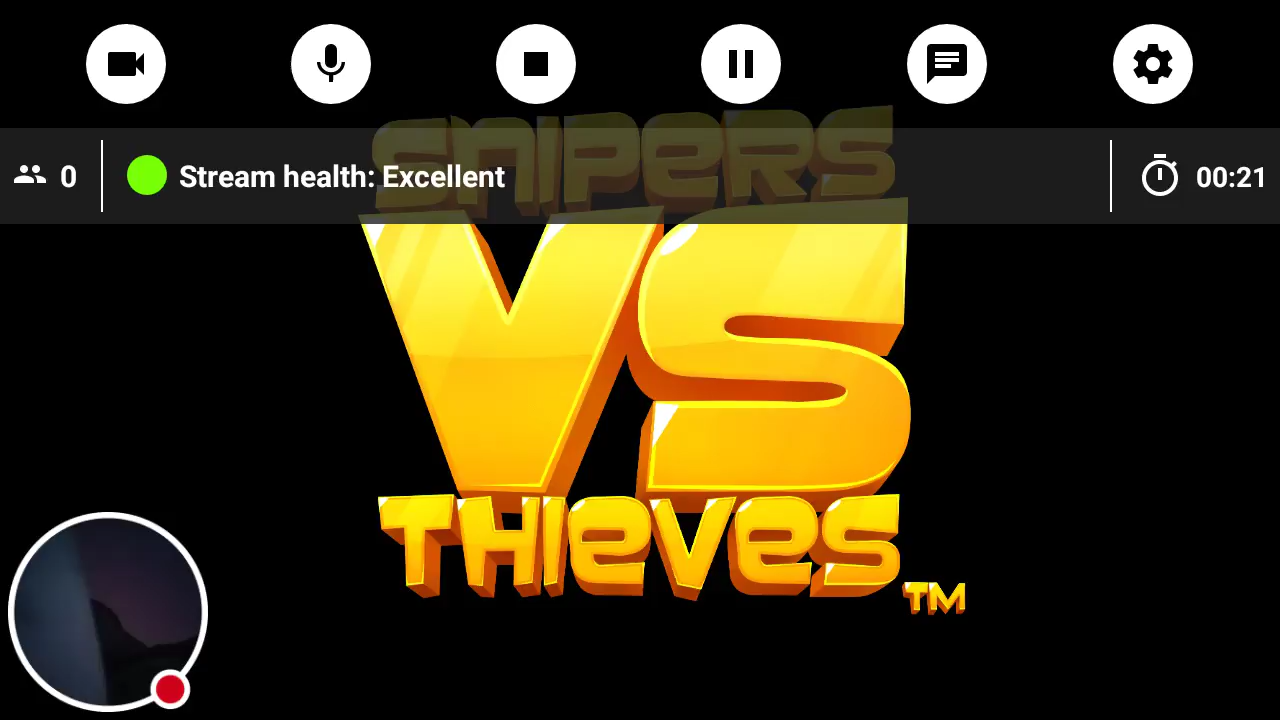 SNIPERS
0
Stream health: Excellent
00:21
VS
THIEVES
TM